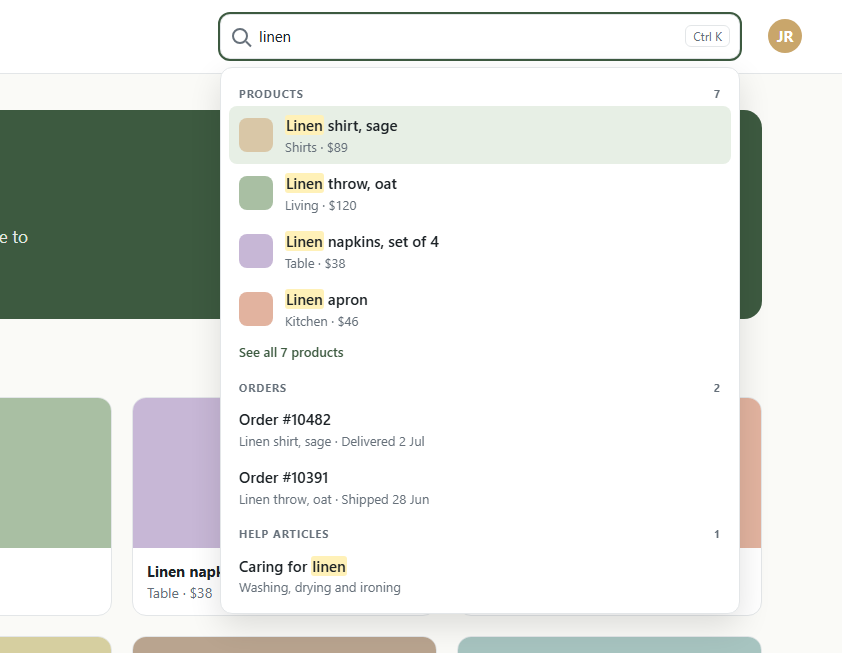 linen
Ctrl K
JR
PRODUCTS 7
Linen shirt, sage
Shirts · $89
Linen throw, oat
Living · $120
Linen napkins, set of 4
Table · $38
Linen apron
Kitchen · $46
See all 7 products
ORDERS 2
Order #10482
Linen shirt, sage · Delivered 2 Jul
Order #10391
Linen throw, oat · Shipped 28 Jun
HELP ARTICLES 1
Caring for linen
Washing, drying and ironing
e to
Linen napk
Table · $38